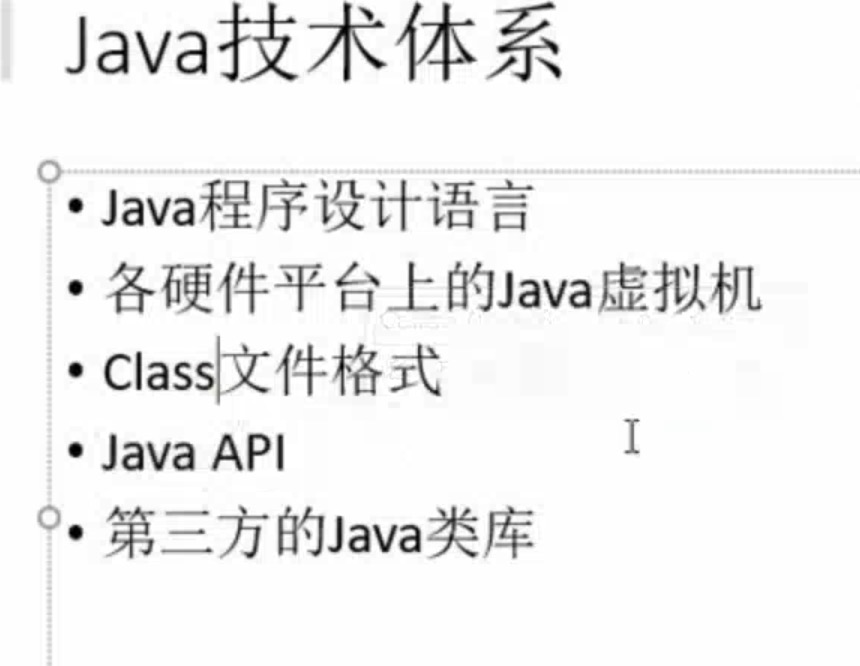 Java技术体系
• Java程序设计语言
• 各硬件平台上的Java虚拟机
• Class文件格式
• Java API
• 第三方的Java类库